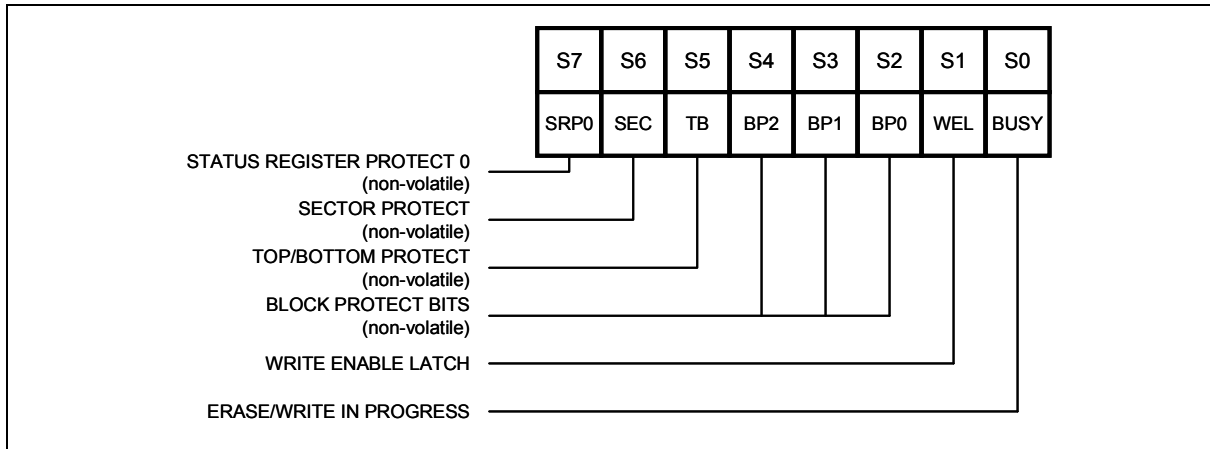 S7 S6 S5 S4 S3 S2 S1 S0
SRP0 SEC TB BP2 BP1 BP0 WEL BUSY
STATUS REGISTER PROTECT 0
(non-volatile)
SECTOR PROTECT
(non-volatile)
TOP/BOTTOM PROTECT
(non-volatile)
BLOCK PROTECT BITS
(non-volatile)
WRITE ENABLE LATCH
ERASE/WRITE IN PROGRESS